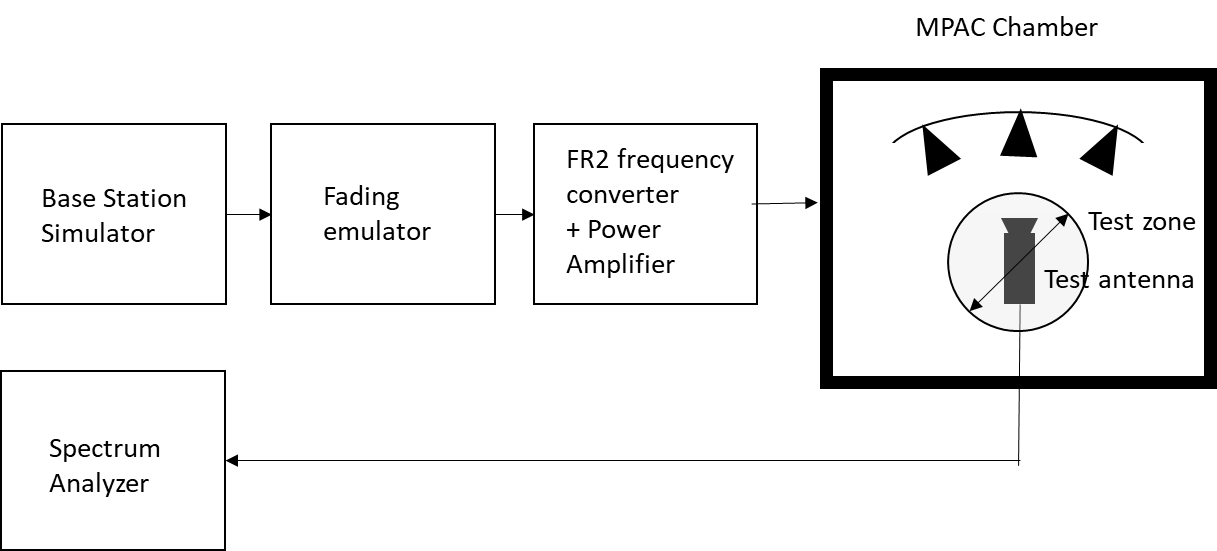 MPAC Chamber
Base Station
Simulator
Fading
emulator
FR2 frequency
converter
+ Power
Amplifier
Test zone
Test antenna
Spectrum
Analyzer